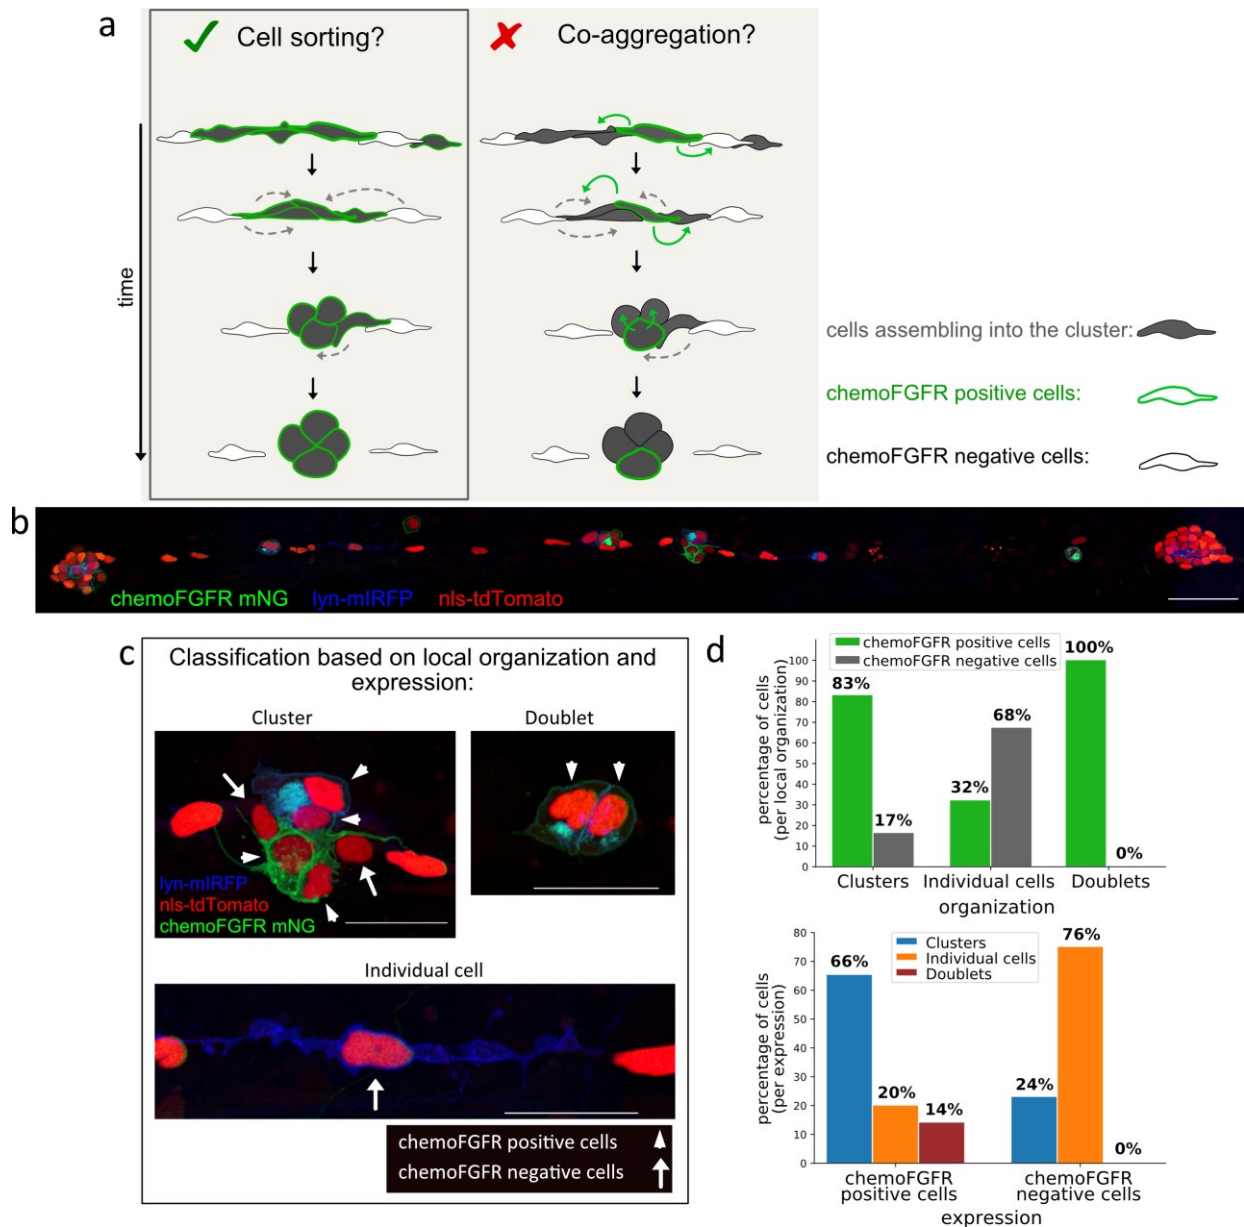 a
Cell sorting?
Co-aggregation?
time
cells assembling into the cluster:
chemoFGFR positive cells:
chemoFGFR negative cells:
b
chemoFGFR mNG
lyn-mIRFP
nls-tdTomato
c
Classification based on local organization and
expression:
Cluster
Doublet
lyn-mIRFP
nls-tdTomato
chemoFGFR mNG
Individual cell
chemoFGFR positive cells
chemoFGFR negative cells
d
chemoFGFR positive cells
chemoFGFR negative cells
percentage of cells
(per local organization)
100
90
80
70
60
50
40
30
20
10
0
83%
17%
32%
68%
100%
0%
Clusters
Individual cells
Doublets
organization
Clusters
Individual cells
Doublets
percentage of cells
(per expression)
80
70
60
50
40
30
20
10
0
66%
20%
14%
24%
76%
0%
chemoFGFR
positive cells
chemoFGFR
negative cells
expression